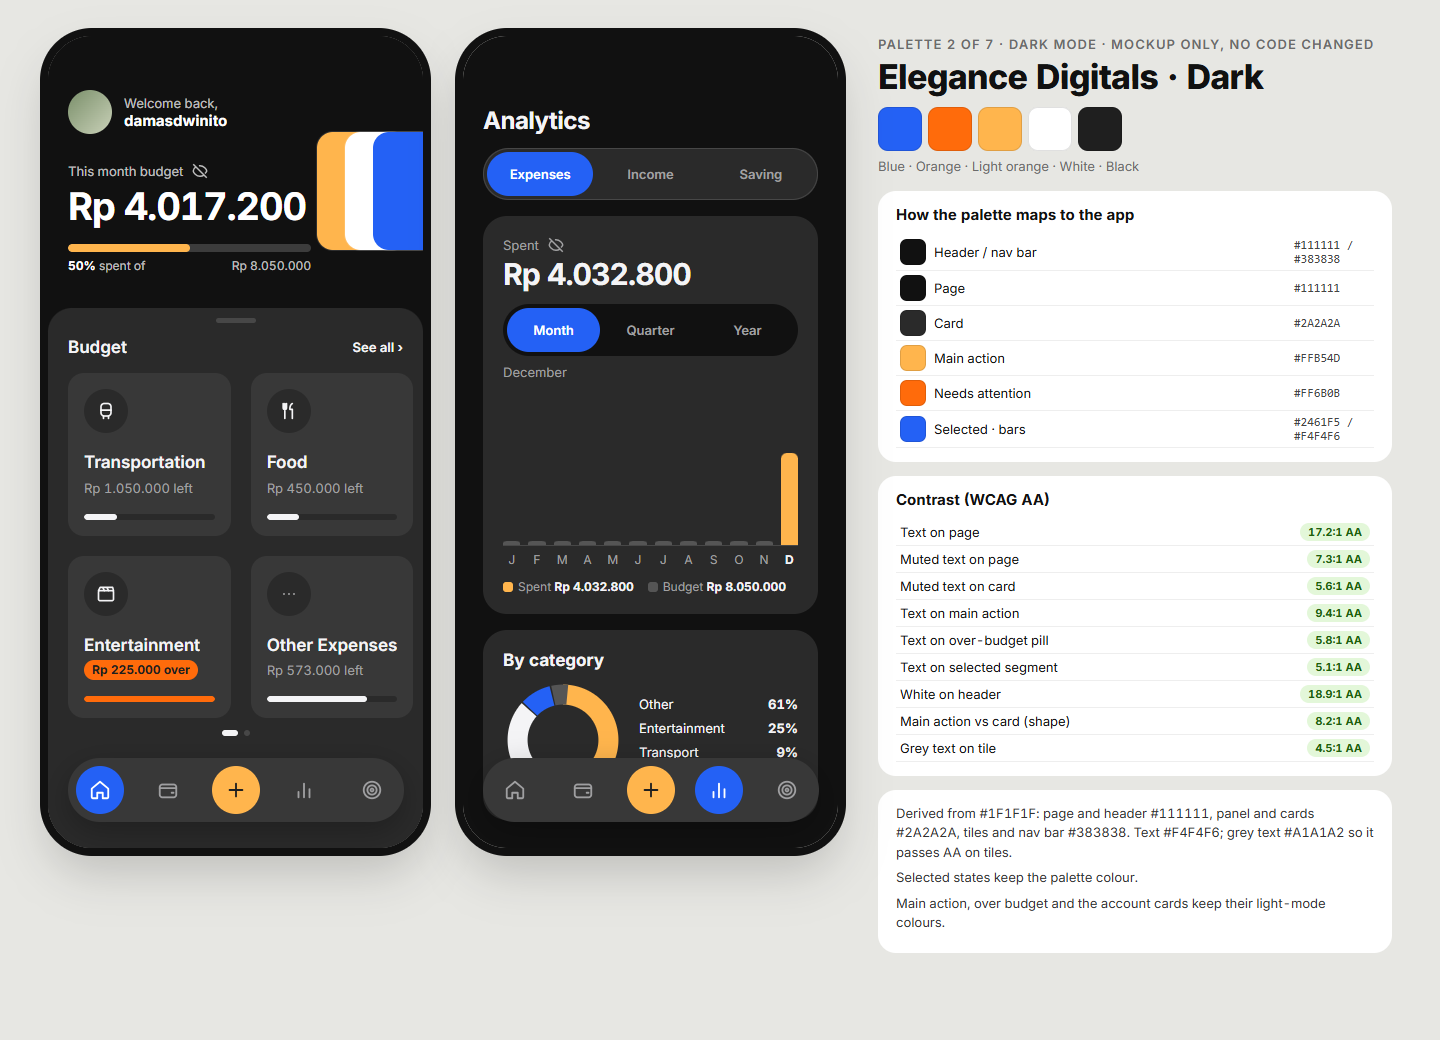 Welcome back,
damasdwinito
This month budget
Rp 4.017.200
50% spent of
Rp 8.050.000
Budget
See all ›
Transportation
Rp 1.050.000 left
Food
Rp 450.000 left
Entertainment
Rp 225.000 over
Other Expenses
Rp 573.000 left
Analytics
Expenses
Income
Saving
Spent
Rp 4.032.800
Month
Quarter
Year
December
J F M A M J J A S O N D
Spent Rp 4.032.800
Budget Rp 8.050.000
By category
Other 61%
Entertainment 25%
Transport 9%
PALETTE 2 OF 7 · DARK MODE · MOCKUP ONLY, NO CODE CHANGED
Elegance Digitals · Dark
Blue · Orange · Light orange · White · Black
How the palette maps to the app
Header / nav bar #111111 /
#383838
Page #111111
Card #2A2A2A
Main action #FFB54D
Needs attention #FF6B0B
Selected · bars #2461F5 /
#F4F4F6
Contrast (WCAG AA)
Text on page 17.2:1 AA
Muted text on page 7.3:1 AA
Muted text on card 5.6:1 AA
Text on main action 9.4:1 AA
Text on over-budget pill 5.8:1 AA
Text on selected segment 5.1:1 AA
White on header 18.9:1 AA
Main action vs card (shape) 8.2:1 AA
Grey text on tile 4.5:1 AA
Derived from #1F1F1F: page and header #111111, panel and cards
#2A2A2A, tiles and nav bar #383838. Text #F4F4F6; grey text #A1A1A2 so it
passes AA on tiles.
Selected states keep the palette colour.
Main action, over budget and the account cards keep their light-mode
colours.